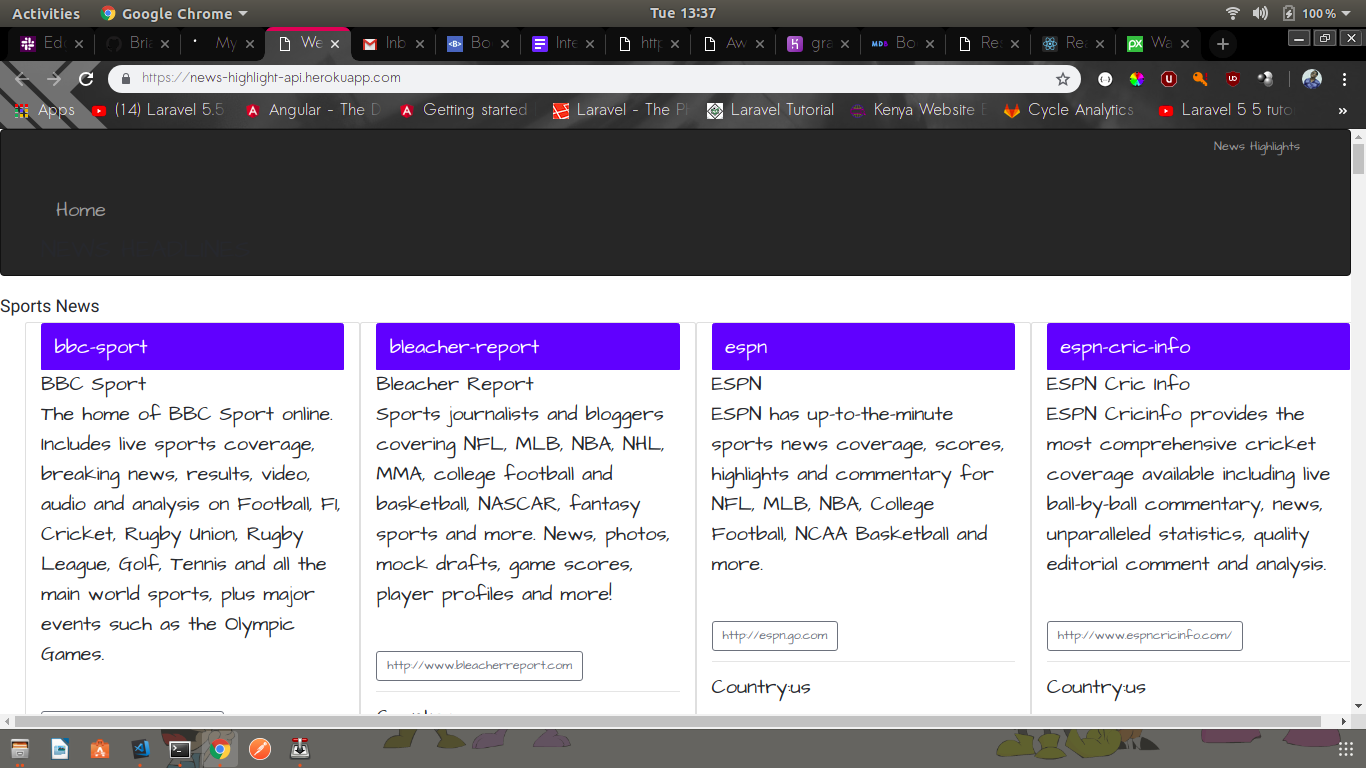 Activities Google Chrome Tue 13:37 100 %
Edc Bria My We Inb Bo Inte http Aw gra Bo Res Rea Wa
https://news-highlight-api.herokuapp.com
Apps (14) Laravel 5.5 Angular - The D Getting started Laravel - The Pi Laravel Tutorial Kenya Website Cycle Analytics Laravel 5 5 tuto »
News Highlights
Home
Sports News
bbc-sport
BBC Sport
The home of BBC Sport online.
Includes live sports coverage,
breaking news, results, video,
audio and analysis on Football, F1,
Cricket, Rugby Union, Rugby
League, Golf, Tennis and all the
main world sports, plus major
events such as the Olympic
Games.
bleacher-report
Bleacher Report
Sports journalists and bloggers
covering NFL, MLB, NBA, NHL,
MMA, college football and
basketball, NASCAR, fantasy
sports and more. News, photos,
mock drafts, game scores,
player profiles and more!
http://www.bleacherreport.com
espn
ESPN
ESPN has up-to-the-minute
sports news coverage, scores,
highlights and commentary for
NFL, MLB, NBA, College
Football, NCAA Basketball and
more.
http://espn.go.com
Country:us
espn-cric-info
ESPN Cric Info
ESPN Cricinfo provides the
most comprehensive cricket
coverage available including live
ball-by-ball commentary, news,
unparalleled statistics, quality
editorial comment and analysis.
http://www.espncricinfo.com/
Country:us